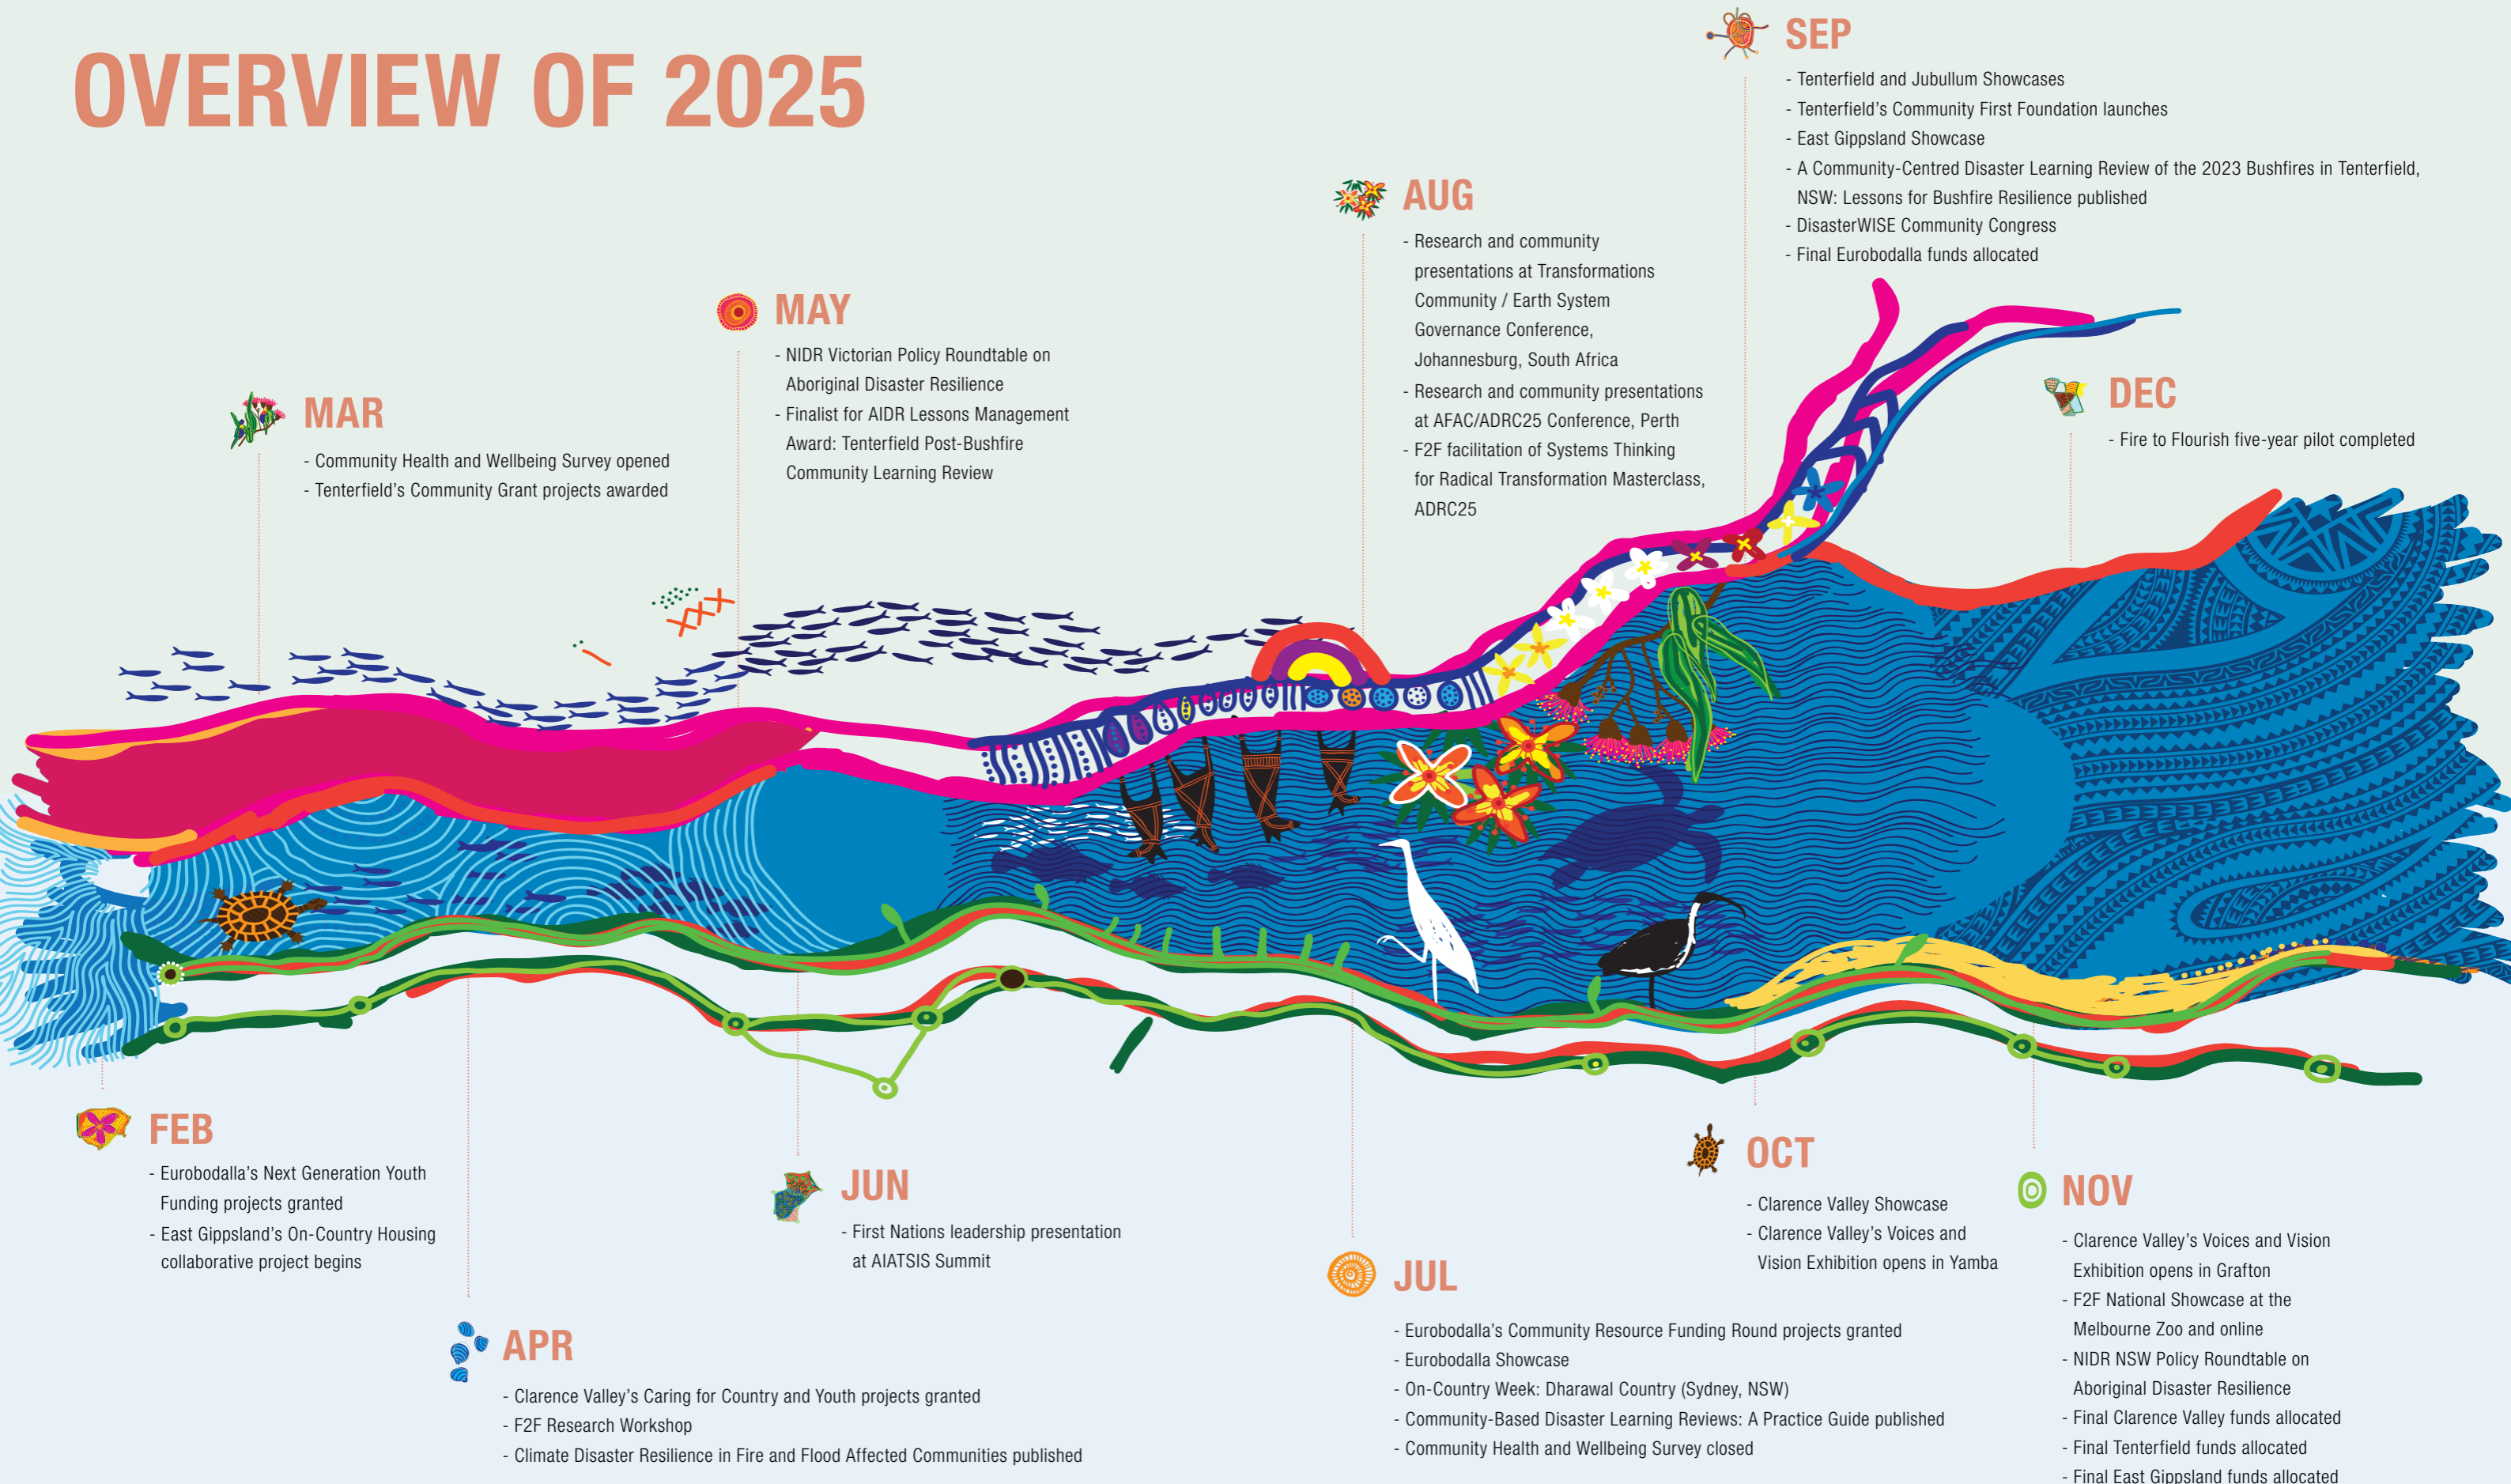 OVERVIEW OF 2025
FEB
- Eurobodalla's Next Generation Youth
Funding projects granted
- East Gippsland's On-Country Housing
collaborative project begins
MAR
- Community Health and Wellbeing Survey opened
- Tenterfield's Community Grant projects awarded
APR
- Clarence Valley's Caring for Country and Youth projects granted
- F2F Research Workshop
- Climate Disaster Resilience in Fire and Flood Affected Communities published
MAY
- NIDR Victorian Policy Roundtable on
Aboriginal Disaster Resilience
- Finalist for AIDR Lessons Management
Award: Tenterfield Post-Bushfire
Community Learning Review
JUN
- First Nations leadership presentation
at AIATSIS Summit
JUL
- Eurobodalla's Community Resource Funding Round projects granted
- Eurobodalla Showcase
- On-Country Week: Dharawal Country (Sydney, NSW)
- Community-Based Disaster Learning Reviews: A Practice Guide published
- Community Health and Wellbeing Survey closed
AUG
- Research and community
presentations at Transformations
Community / Earth System
Governance Conference,
Johannesburg, South Africa
- Research and community presentations
at AFAC/ADRC25 Conference, Perth
- F2F facilitation of Systems Thinking
for Radical Transformation Masterclass,
ADRC25
SEP
- Tenterfield and Jubullum Showcases
- Tenterfield's Community First Foundation launches
- East Gippsland Showcase
- A Community-Centred Disaster Learning Review of the 2023 Bushfires in Tenterfield,
NSW: Lessons for Bushfire Resilience published
- DisasterWISE Community Congress
- Final Eurobodalla funds allocated
OCT
- Clarence Valley Showcase
- Clarence Valley's Voices and
Vision Exhibition opens in Yamba
NOV
- Clarence Valley's Voices and Vision
Exhibition opens in Grafton
- F2F National Showcase at the
Melbourne Zoo and online
- NIDR NSW Policy Roundtable on
Aboriginal Disaster Resilience
- Final Clarence Valley funds allocated
- Final Tenterfield funds allocated
- Final East Gippsland funds allocated
DEC
- Fire to Flourish five-year pilot completed